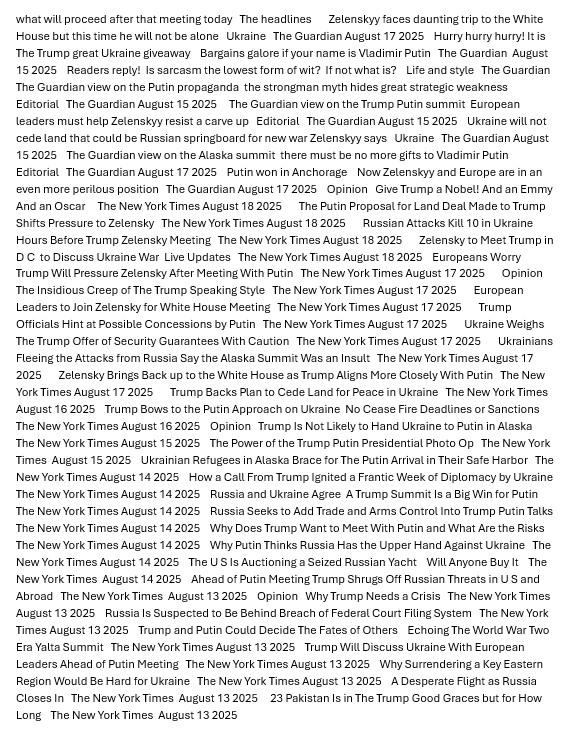 what will proceed after that meeting today The headlines Zelenskyy faces daunting trip to the White
House but this time he will not be alone Ukraine The Guardian August 17 2025 Hurry hurry hurry! It is
The Trump great Ukraine giveaway Bargains galore if your name is Vladimir Putin The Guardian August
15 2025 Readers reply! Is sarcasm the lowest form of wit? If not what is? Life and style The Guardian
The Guardian view on the Putin propaganda the strongman myth hides great strategic weakness
Editorial The Guardian August 15 2025 The Guardian view on the Trump Putin summit European
leaders must help Zelenskyy resist a carve up Editorial The Guardian August 15 2025 Ukraine will not
cede land that could be Russian springboard for new war Zelenskyy says Ukraine The Guardian August
15 2025 The Guardian view on the Alaska summit there must be no more gifts to Vladimir Putin
Editorial The Guardian August 17 2025 Putin won in Anchorage Now Zelenskyy and Europe are in an
even more perilous position The Guardian August 17 2025 Opinion Give Trump a Nobel! And an Emmy
And an Oscar The New York Times August 18 2025 The Putin Proposal for Land Deal Made to Trump
Shifts Pressure to Zelensky The New York Times August 18 2025 Russian Attacks Kill 10 in Ukraine
Hours Before Trump Zelensky Meeting The New York Times August 18 2025 Zelensky to Meet Trump in
D C to Discuss Ukraine War Live Updates The New York Times August 18 2025 Europeans Worry
Trump Will Pressure Zelensky After Meeting With Putin The New York Times August 17 2025 Opinion
The Insidious Creep of The Trump Speaking Style The New York Times August 17 2025 European
Leaders to Join Zelensky for White House Meeting The New York Times August 17 2025 Trump
Officials Hint at Possible Concessions by Putin The New York Times August 17 2025 Ukraine Weighs
The Trump Offer of Security Guarantees With Caution The New York Times August 17 2025 Ukrainians
Fleeing the Attacks from Russia Say the Alaska Summit Was an Insult The New York Times August 17
2025 Zelensky Brings Back up to the White House as Trump Aligns More Closely With Putin The New
York Times August 17 2025 Trump Backs Plan to Cede Land for Peace in Ukraine The New York Times
August 16 2025 Trump Bows to the Putin Approach on Ukraine No Cease Fire Deadlines or Sanctions
The New York Times August 16 2025 Opinion Trump Is Not Likely to Hand Ukraine to Putin in Alaska
The New York Times August 15 2025 The Power of the Trump Putin Presidential Photo Op The New York
Times August 15 2025 Ukrainian Refugees in Alaska Brace for The Putin Arrival in Their Safe Harbor The
New York Times August 14 2025 How a Call From Trump Ignited a Frantic Week of Diplomacy by Ukraine
The New York Times August 14 2025 Russia and Ukraine Agree A Trump Summit Is a Big Win for Putin
The New York Times August 14 2025 Russia Seeks to Add Trade and Arms Control Into Trump Putin Talks
The New York Times August 14 2025 Why Does Trump Want to Meet With Putin and What Are the Risks
The New York Times August 14 2025 Why Putin Thinks Russia Has the Upper Hand Against Ukraine The
New York Times August 14 2025 The U S Is Auctioning a Seized Russian Yacht Will Anyone Buy It The
New York Times August 14 2025 Ahead of Putin Meeting Trump Shrugs Off Russian Threats in U S and
Abroad The New York Times August 13 2025 Opinion Why Trump Needs a Crisis The New York Times
August 13 2025 Russia Is Suspected to Be Behind Breach of Federal Court Filing System The New York
Times August 13 2025 Trump and Putin Could Decide The Fates of Others Echoing The World War Two
Era Yalta Summit The New York Times August 13 2025 Trump Will Discuss Ukraine With European
Leaders Ahead of Putin Meeting The New York Times August 13 2025 Why Surrendering a Key Eastern
Region Would Be Hard for Ukraine The New York Times August 13 2025 A Desperate Flight as Russia
Closes In The New York Times August 13 2025 23 Pakistan Is in The Trump Good Graces but for How
Long The New York Times August 13 2025